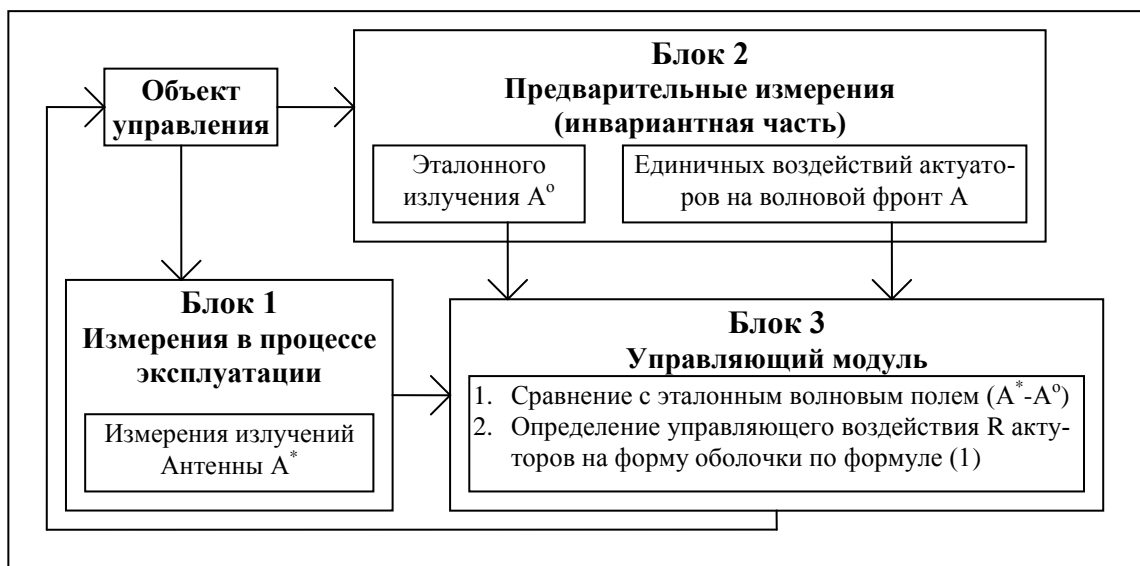 Объект
управления
Блок 2
Предварительные измерения
(инвариантная часть)
Эталонного
излучения Аᵒ
Единичных воздействий актуато-
ров на волновой фронт А
Блок 1
Измерения в процессе
эксплуатации
Измерения излучений
Антенны А*
Блок 3
Управляющий модуль
1. Сравнение с эталонным волновым полем (А*-Аᵒ)
2. Определение управляющего воздействия R акту-
торов на форму оболочки по формуле (1)